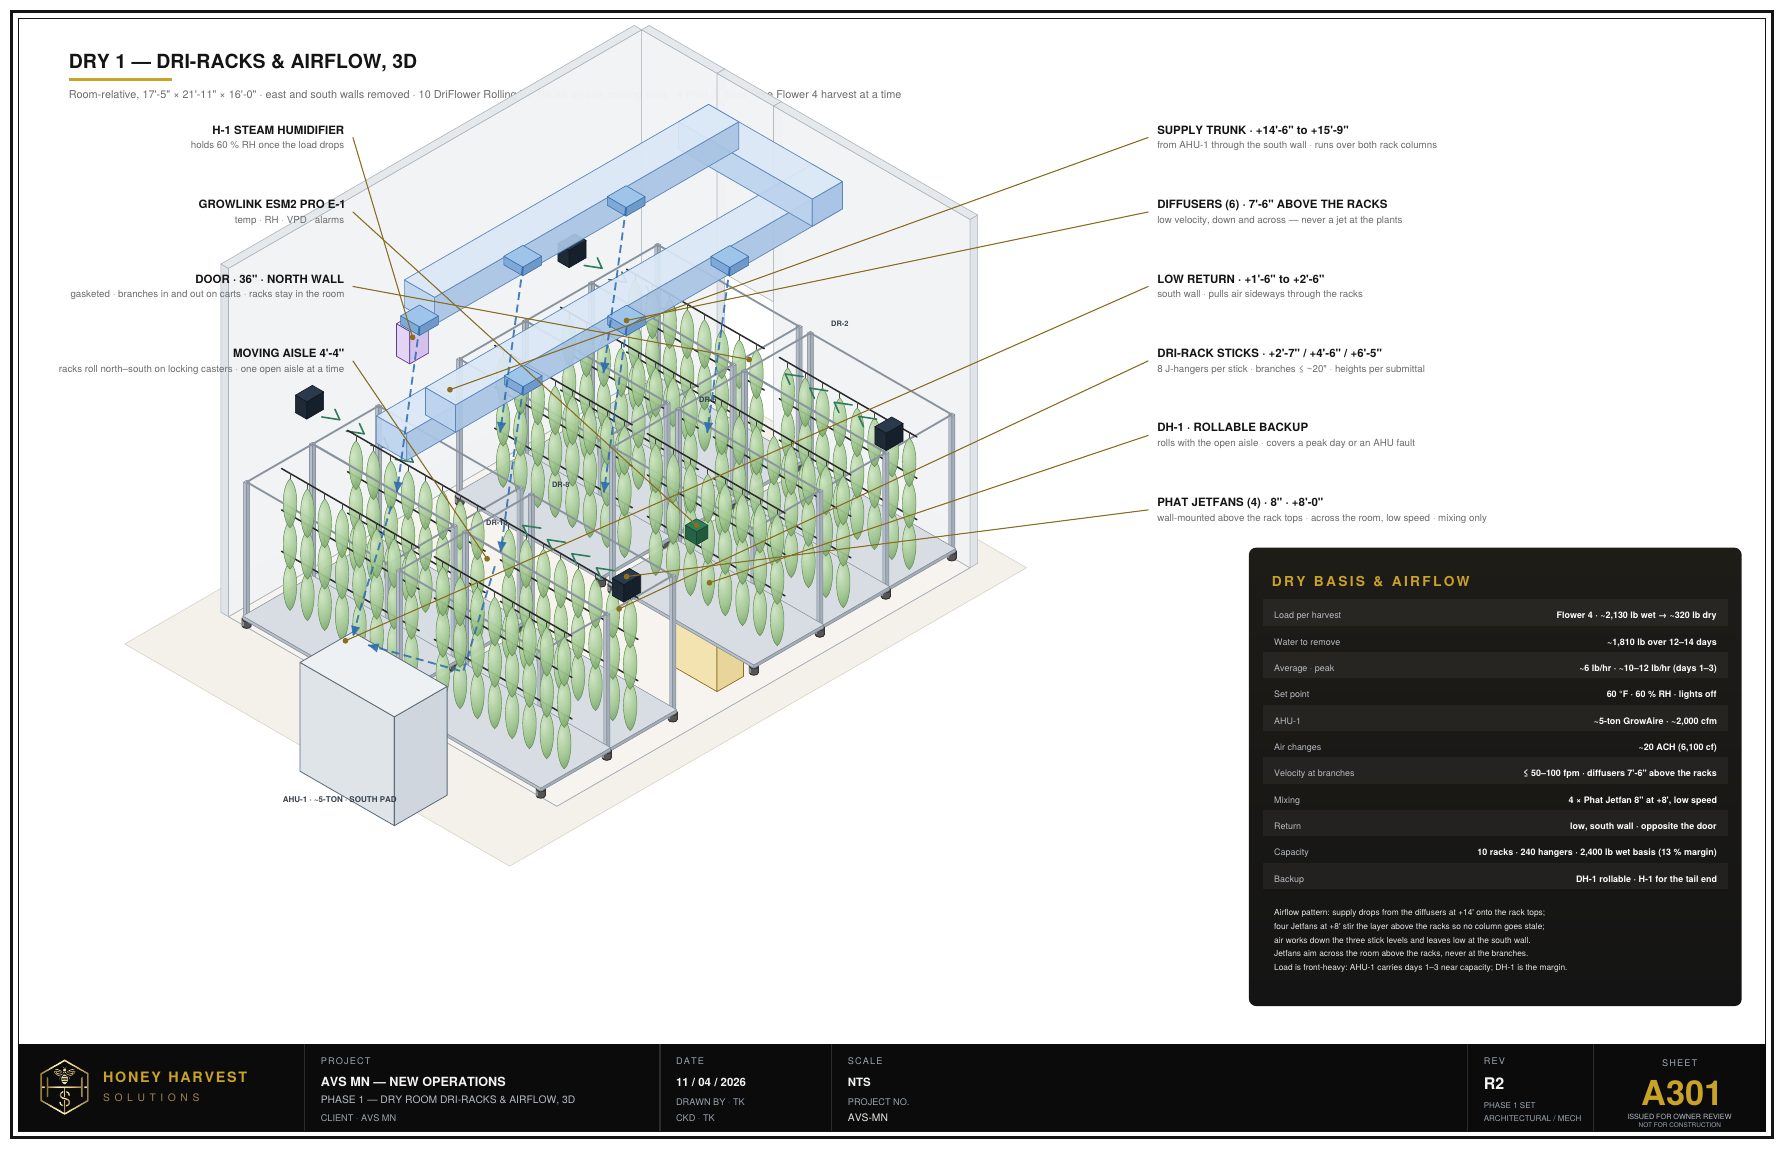 DRY 1 — DRI-RACKS & AIRFLOW, 3D
Room-relative, 17'-5" × 21'-11" × 16'-0" · east and south walls removed · 10 DriFlower Rolling Flower 4 harvest at a time
H-1 STEAM HUMIDIFIER
holds 60 % RH once the load drops
GROWLINK ESM2 PRO E-1
temp · RH · VPD · alarms
DOOR · 36" · NORTH WALL
gasketed · branches in and out on carts · racks stay in the room
MOVING AISLE 4'-4"
racks roll north–south on locking casters · one open aisle at a time
SUPPLY TRUNK · +14'-6" to +15'-9"
from AHU-1 through the south wall · runs over both rack columns
DIFFUSERS (6) · 7'-6" ABOVE THE RACKS
low velocity, down and across — never a jet at the plants
LOW RETURN · +1'-6" to +2'-6"
south wall · pulls air sideways through the racks
DRI-RACK STICKS · +2'-7" / +4'-6" / +6'-5"
8 J-hangers per stick · branches ≤ ~20" · heights per submittal
DH-1 · ROLLABLE BACKUP
rolls with the open aisle · covers a peak day or an AHU fault
PHAT JETFANS (4) · 8" · +8'-0"
wall-mounted above the rack tops · across the room, low speed · mixing only
DR-2
DR-8
AHU-1 · ~5-TON · SOUTH PAD
DRY BASIS & AIRFLOW
Load per harvest Flower 4 · ~2,130 lb wet → ~320 lb dry
Water to remove ~1,810 lb over 12–14 days
Average · peak ~6 lb/hr · ~10–12 lb/hr (days 1–3)
Set point 60 °F · 60 % RH · lights off
AHU-1 ~5-ton GrowAire · ~2,000 cfm
Air changes ~20 ACH (6,100 cf)
Velocity at branches ≤ 50–100 fpm · diffusers 7'-6" above the racks
Mixing 4 × Phat Jetfan 8" at +8', low speed
Return low, south wall · opposite the door
Capacity 10 racks · 240 hangers · 2,400 lb wet basis (13 % margin)
Backup DH-1 rollable · H-1 for the tail end
Airflow pattern: supply drops from the diffusers at +14' onto the rack tops;
four Jetfans at +8' stir the layer above the racks so no column goes stale;
air works down the three stick levels and leaves low at the south wall.
Jetfans aim across the room above the racks, never at the branches.
Load is front-heavy: AHU-1 carries days 1–3 near capacity; DH-1 is the margin.
HONEY HARVEST
SOLUTIONS
PROJECT
AVS MN — NEW OPERATIONS
PHASE 1 — DRY ROOM DRI-RACKS & AIRFLOW, 3D
CLIENT · AVS MN
DATE
11 / 04 / 2026
DRAWN BY · TK
CKD · TK
SCALE
NTS
PROJECT NO.
AVS-MN
REV
R2
PHASE 1 SET
ARCHITECTURAL / MECH
SHEET
A301
ISSUED FOR OWNER REVIEW
NOT FOR CONSTRUCTION